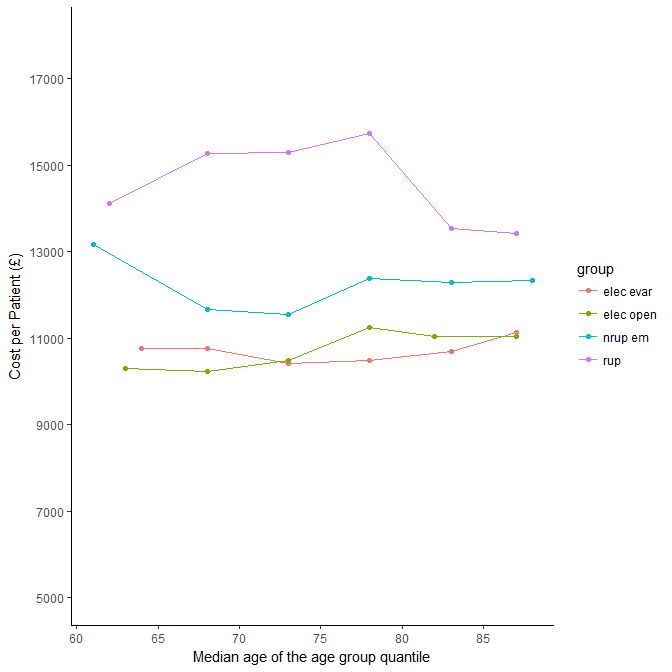 17000
15000
13000
11000
9000
7000
5000
Cost per Patient (£)
60 65 70 75 80 85
Median age of the age group quantile
group
elec evar
elec open
nrup em
rup